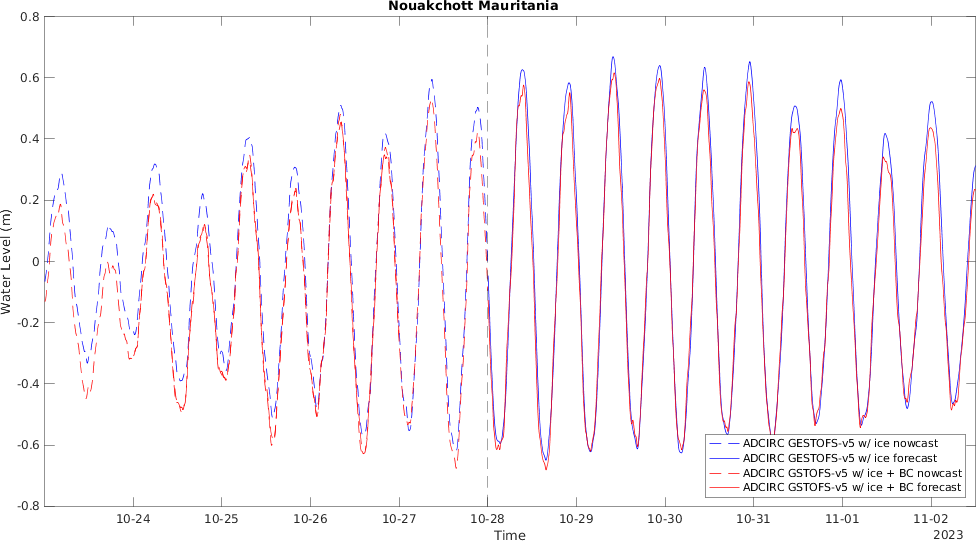 Nouakchott Mauritania
0.8
0.6
0.4
0.2
0
-0.2
-0.4
-0.6
-0.8
Water Level (m)
10-24 10-25 10-26 10-27 10-28 10-29 10-30 10-31 11-01 11-02
Time
2023
ADCIRC GESTOFS-v5 w/ ice nowcast
ADCIRC GESTOFS-v5 w/ ice forecast
ADCIRC GSTOFS-v5 w/ ice + BC nowcast
ADCIRC GSTOFS-v5 w/ ice + BC forecast